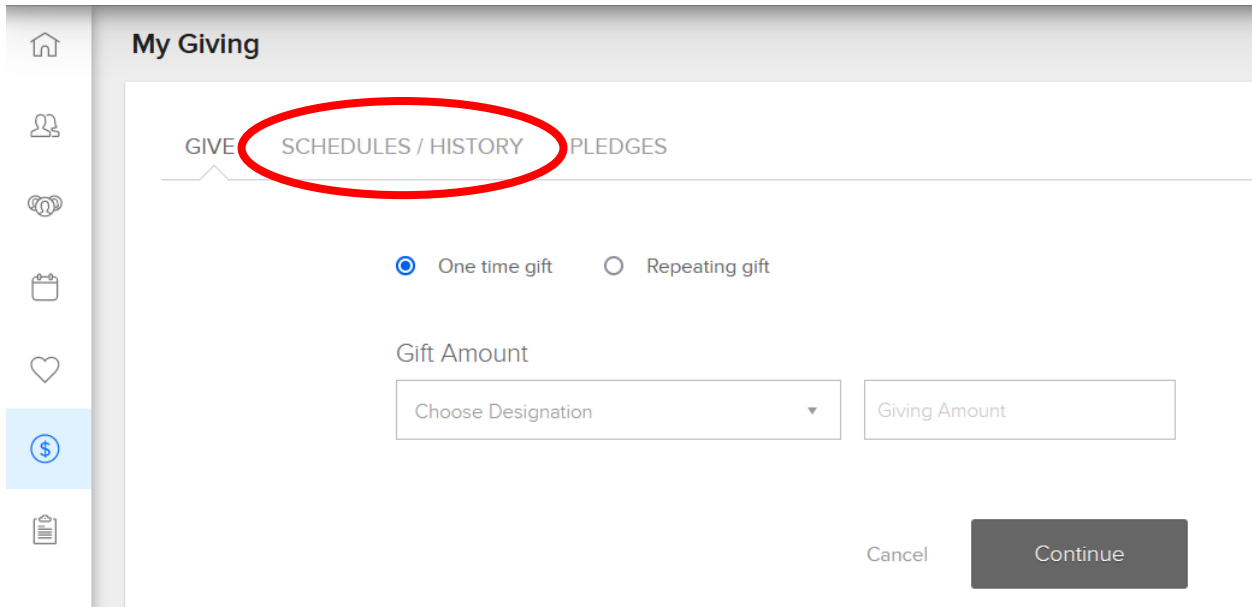 My Giving
GIVE SCHEDULES / HISTORY PLEDGES
One time gift Repeating gift
Gift Amount
Choose Designation Giving Amount
$
Cancel Continue